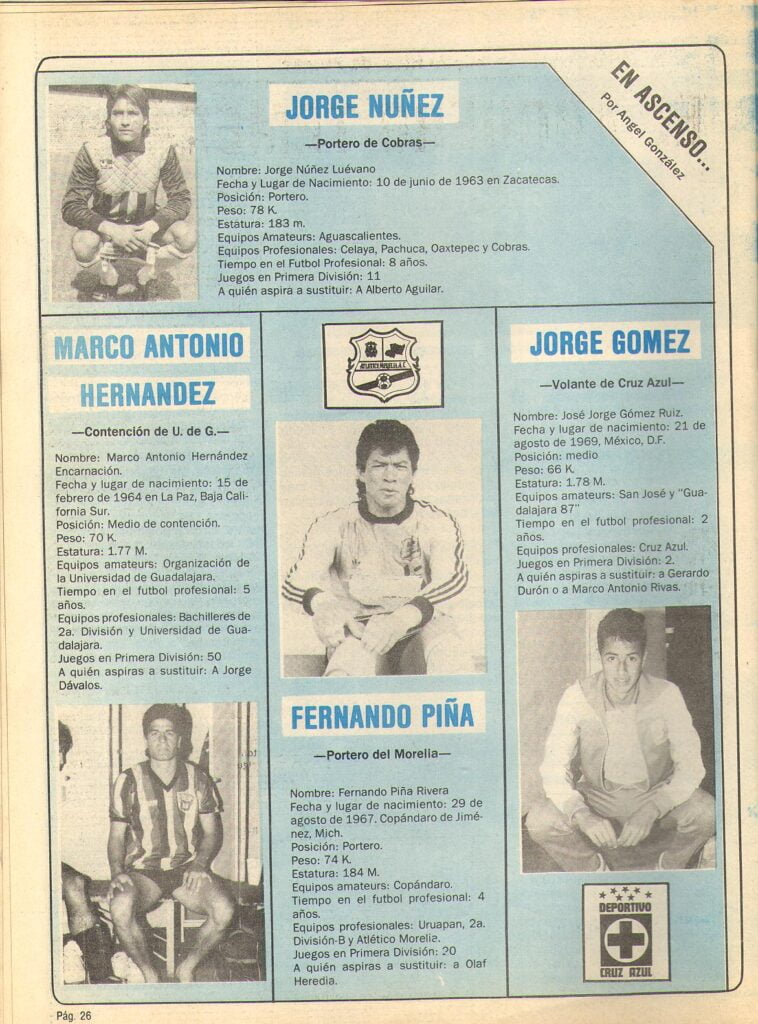 EN ASCENSO...
Por Angel González
JORGE NUÑEZ
—Portero de Cobras—
Nombre: Jorge Núñez Luévano
Fecha y Lugar de Nacimiento: 10 de junio de 1963 en Zacatecas.
Posición: Portero.
Peso: 78 K.
Estatura: 183 m.
Equipos Amateurs: Aguascalientes.
Equipos Profesionales: Celaya, Pachuca, Oaxtepec y Cobras.
Tiempo en el Futbol Profesional: 8 años.
Juegos en Primera División: 11
A quién aspira a sustituir: A Alberto Aguilar.
MARCO ANTONIO
HERNANDEZ
—Contención de U. de G.—
Nombre: Marco Antonio Hernández
Encarnación.
Fecha y lugar de nacimiento: 15 de
febrero de 1964 en La Paz, Baja Cali-
fornia Sur.
Posición: Medio de contención.
Peso: 70 K.
Estatura: 1.77 M.
Equipos amateurs: Organización de
la Universidad de Guadalajara.
Tiempo en el futbol profesional: 5
años.
Equipos profesionales: Bachilleres de
2a. División y Universidad de Gua-
dalajara.
Juegos en Primera División: 50
A quién aspiras a sustituir: A Jorge
Dávalos.
ATLETICO MORELIA A.C.
FERNANDO PIÑA
—Portero del Morelia—
Nombre: Fernando Piña Rivera
Fecha y lugar de nacimiento: 29 de
agosto de 1967. Copándaro de Jimé-
nez, Mich.
Posición: Portero.
Peso: 74 K.
Estatura: 184 M.
Equipos amateurs: Copándaro.
Tiempo en el futbol profesional: 4
años.
Equipos profesionales: Uruapan, 2a.
División-B y Atlético Morelia.
Juegos en Primera División: 20
A quién aspiras a sustituir: a Olaf
Heredia.
JORGE GOMEZ
—Volante de Cruz Azul—
Nombre: José Jorge Gómez Ruiz.
Fecha y lugar de nacimiento: 21 de
agosto de 1969, México, D.F.
Posición: medio
Peso: 66 K.
Estatura: 1.78 M.
Equipos amateurs: San José y "Gua-
dalajara 87"
Tiempo en el futbol profesional: 2
años.
Equipos profesionales: Cruz Azul.
Juegos en Primera División: 2.
A quién aspiras a sustituir: a Gerardo
Durón o a Marco Antonio Rivas.
DEPORTIVO
CRUZ AZUL
Pág. 26